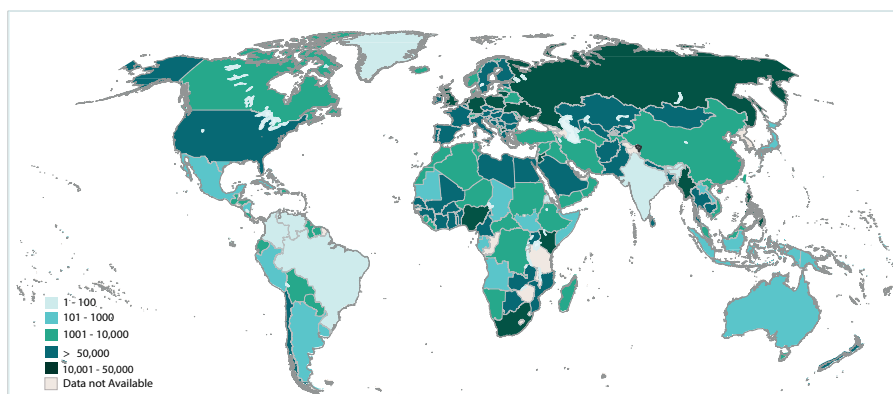 1 - 100
101 - 1000
1001 - 10,000
> 50,000
10,001 - 50,000
Data not Available